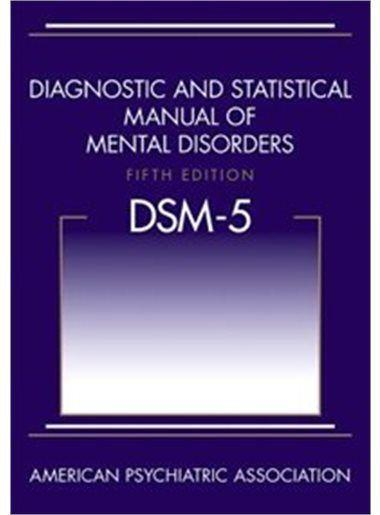 DIAGNOSTIC AND STATISTICAL
MANUAL OF
MENTAL DISORDERS
FIFTH EDITION
DSM-5
AMERICAN PSYCHIATRIC ASSOCIATION